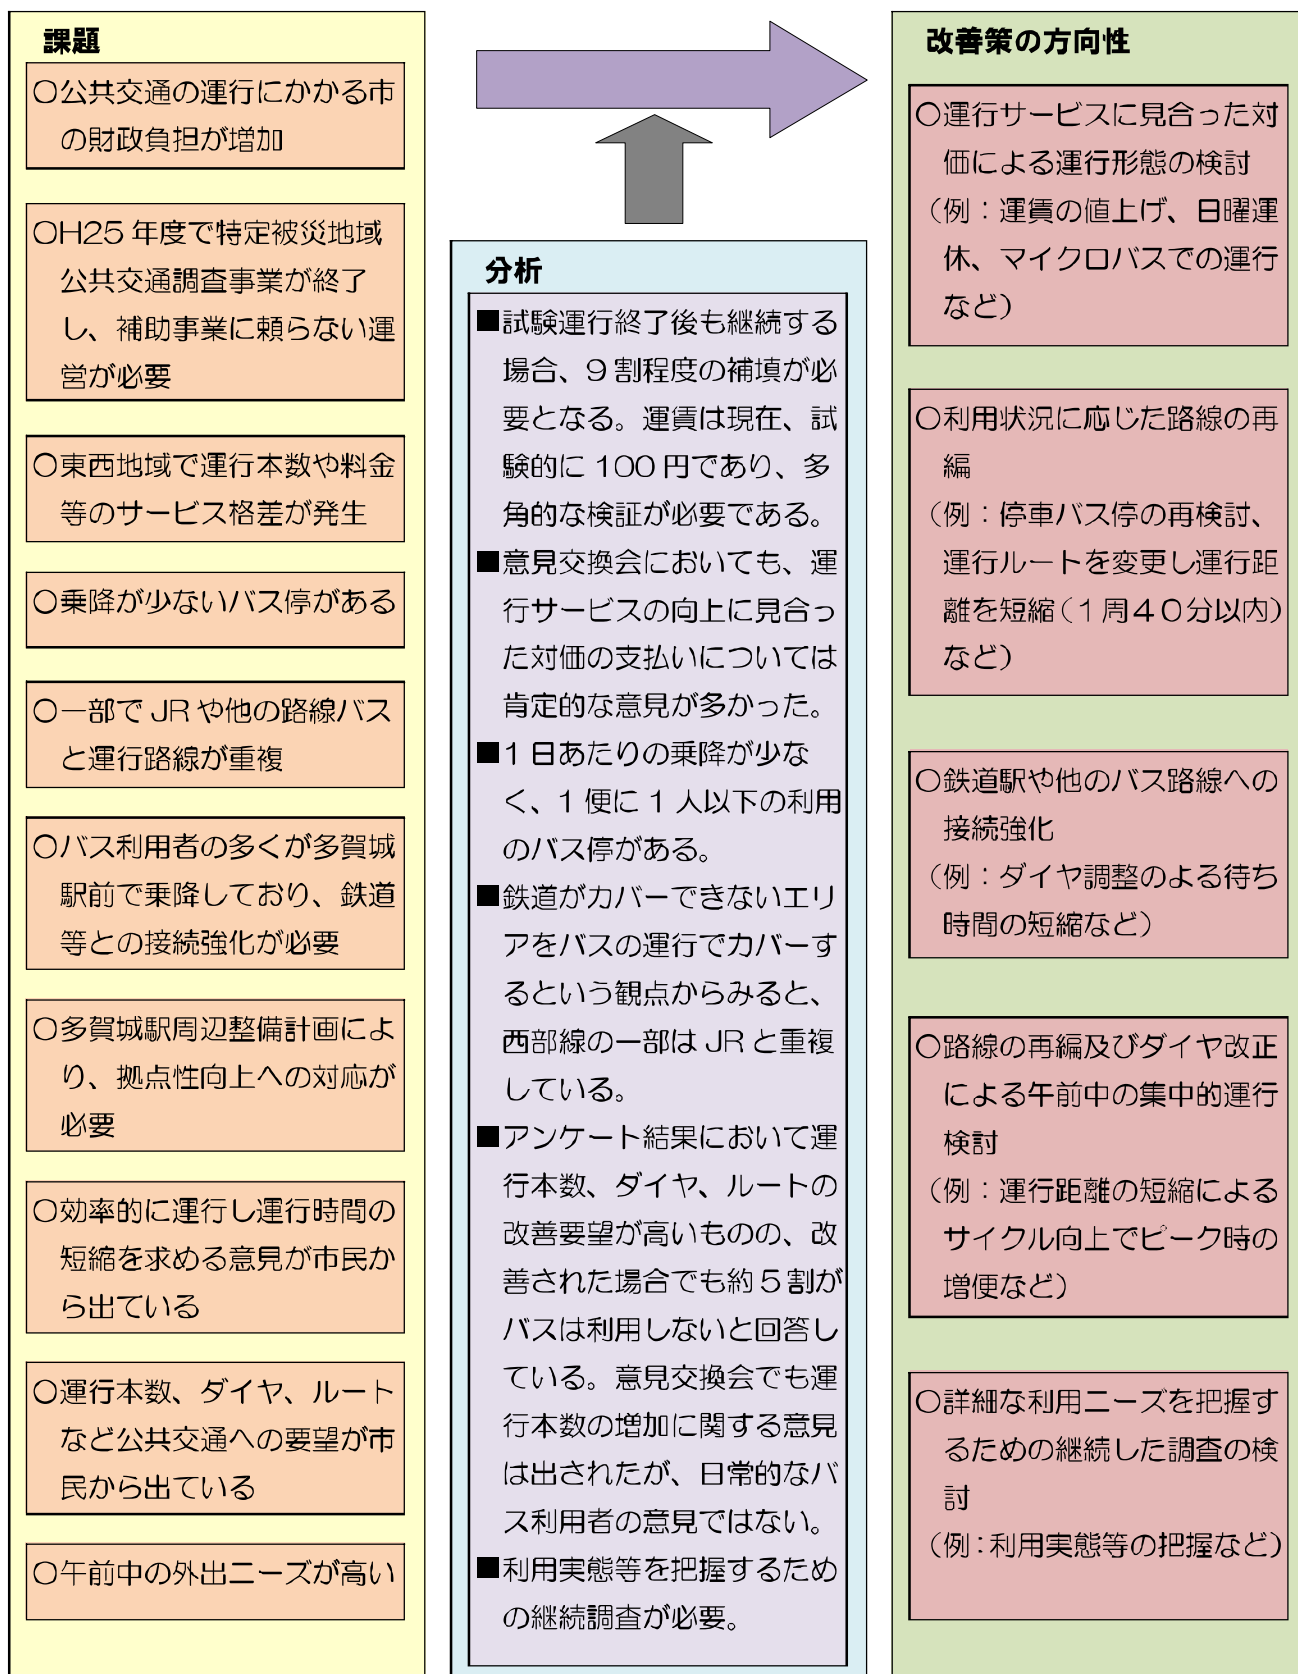 課題
○公共交通の運行にかかる市
の財政負担が増加
○H25年度で特定被災地域
公共交通調査事業が終了
し、補助事業に頼らない運
営が必要
○東西地域で運行本数や料金
等のサービス格差が発生
○乗降が少ないバス停がある
○一部でJRや他の路線バス
と運行路線が重複
○バス利用者の多くが多賀城
駅前で乗降しており、鉄道
等との接続強化が必要
○多賀城駅周辺整備計画によ
り、拠点性向上への対応が
必要
○効率的に運行し運行時間の
短縮を求める意見が市民か
ら出ている
○運行本数、ダイヤ、ルート
など公共交通への要望が市
民から出ている
○午前中の外出ニーズが高い
分析
■試験運行終了後も継続する
場合、9割程度の補填が必
要となる。運賃は現在、試
験的に100円であり、多
角的な検証が必要である。
■意見交換会においても、運
行サービスの向上に見合っ
た対価の支払いについては
肯定的な意見が多かった。
■1日あたりの乗降が少な
く、1便に1人以下の利用
のバス停がある。
■鉄道がカバーできないエリ
アをバスの運行でカバーす
るという観点からみると、
西部線の一部はJRと重複
している。
■アンケート結果において運
行本数、ダイヤ、ルートの
改善要望が高いものの、改
善された場合でも約5割が
バスは利用しないと回答し
ている。意見交換会でも運
行本数の増加に関する意見
は出されたが、日常的なバ
ス利用者の意見ではない。
■利用実態等を把握するため
の継続調査が必要。
改善策の方向性
○運行サービスに見合った対
価による運行形態の検討
（例：運賃の値上げ、日曜運
休、マイクロバスでの運行
など）
○利用状況に応じた路線の再
編
（例：停車バス停の再検討、
運行ルートを変更し運行距
離を短縮（1周40分以内）
など）
○鉄道駅や他のバス路線への
接続強化
（例：ダイヤ調整のよる待ち
時間の短縮など）
○路線の再編及びダイヤ改正
による午前中の集中的運行
検討
（例：運行距離の短縮による
サイクル向上でピーク時の
増便など）
○詳細な利用ニーズを把握す
るための継続した調査の検
討
（例：利用実態等の把握など）